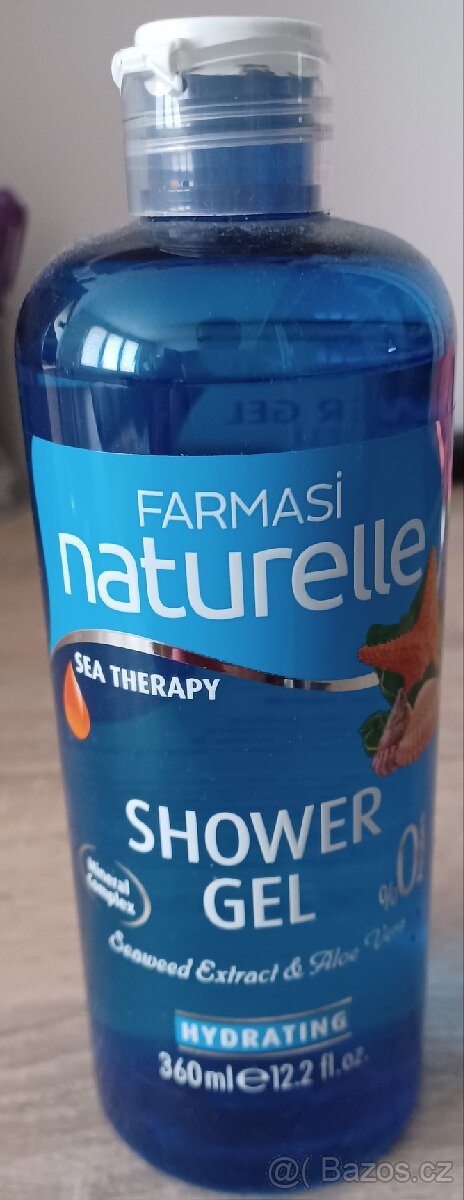 FARMASİ
naturelle
SEA THERAPY
SHOWER
GEL
Mineral
Complex
%0
Seaweed Extract & Aloe Vera
HYDRATING
360ml e 12.2 fl.oz.
@( Bazos.cz